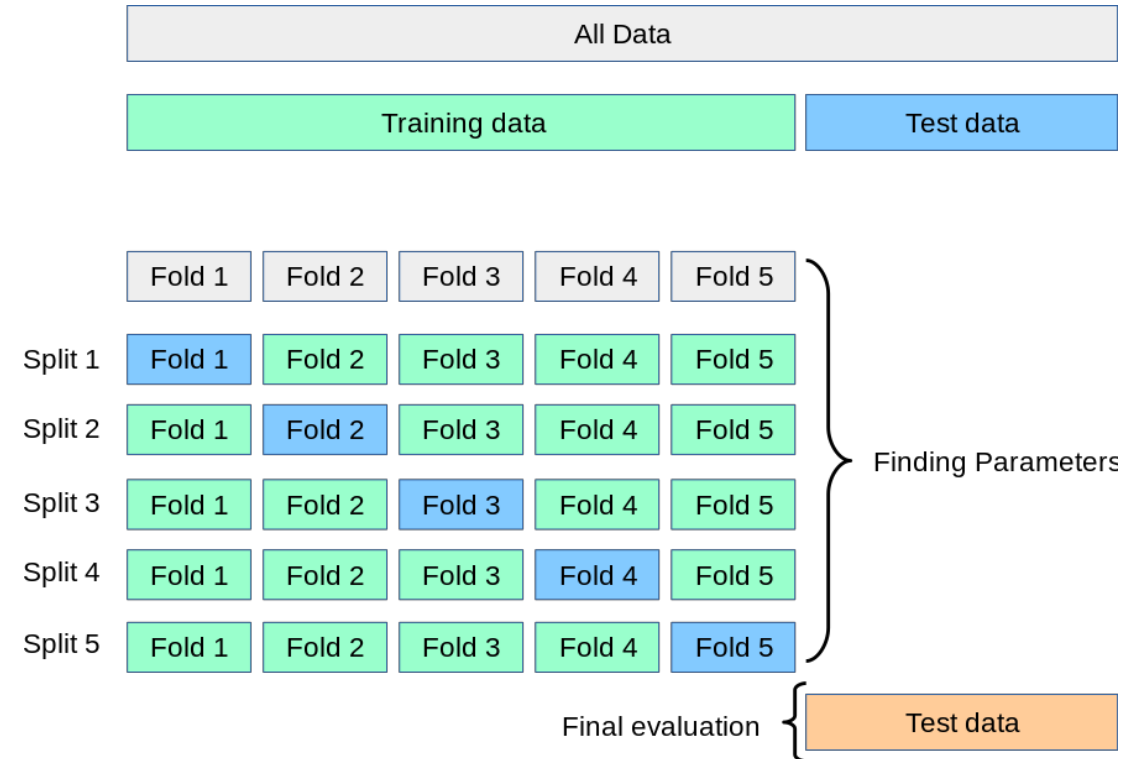 All Data
Training data Test data
Fold 1 Fold 2 Fold 3 Fold 4 Fold 5
Split 1 Fold 1 Fold 2 Fold 3 Fold 4 Fold 5
Split 2 Fold 1 Fold 2 Fold 3 Fold 4 Fold 5
Finding Parameters
Split 3 Fold 1 Fold 2 Fold 3 Fold 4 Fold 5
Split 4 Fold 1 Fold 2 Fold 3 Fold 4 Fold 5
Split 5 Fold 1 Fold 2 Fold 3 Fold 4 Fold 5
Final evaluation Test data